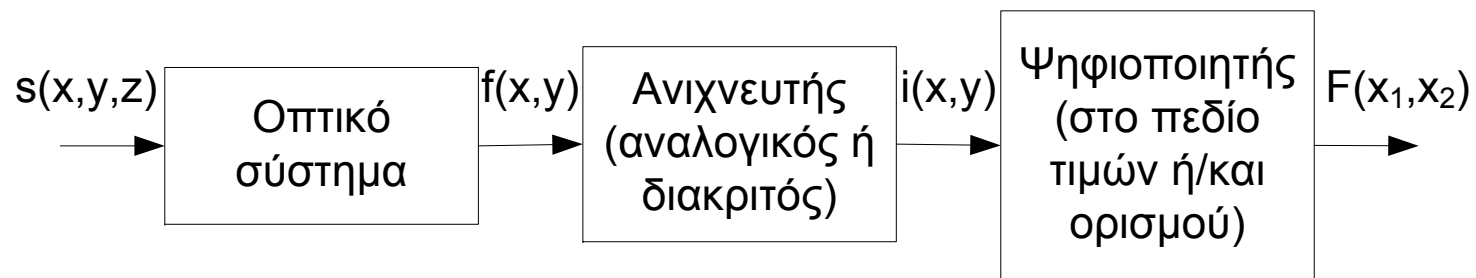 s(x,y,z)
Οπτικό
σύστημα
f(x,y)
Ανιχνευτής
(αναλογικός ή
διακριτός)
i(x,y)
Ψηφιοποιητής
(στο πεδίο
τιμών ή/και
ορισμού)
F(x₁,x₂)